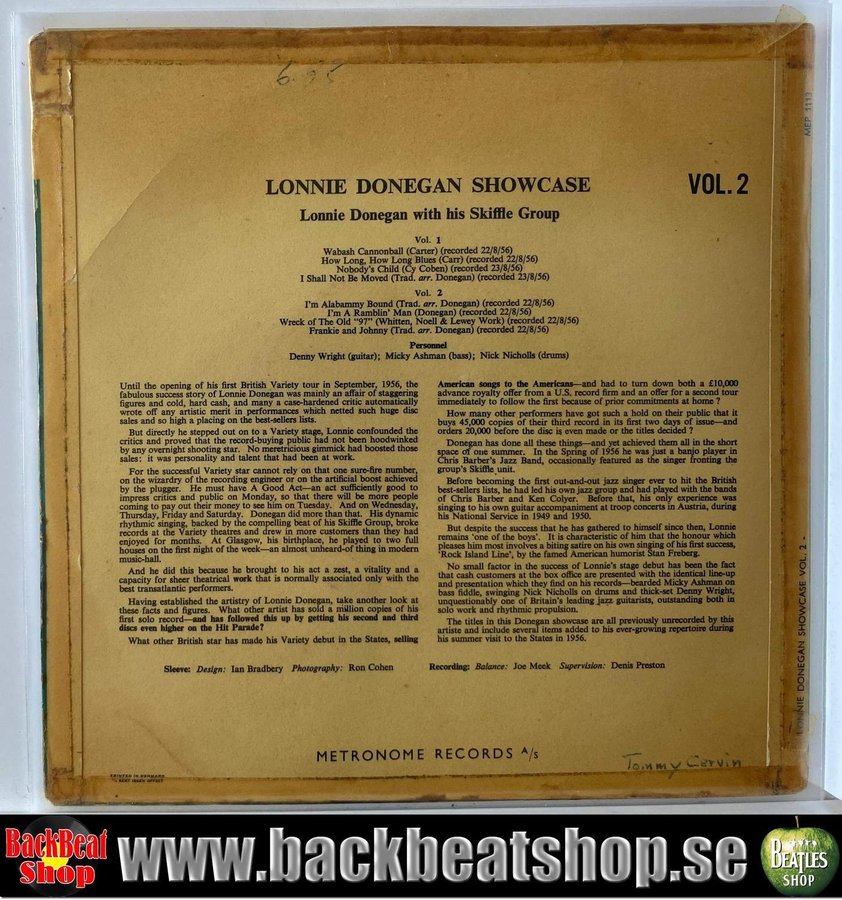 6.95
MEP 1113
LONNIE DONEGAN SHOWCASE VOL. 2
Lonnie Donegan with his Skiffle Group
Vol. 1
Wabash Cannonball (Carter) (recorded 22/8/56)
How Long, How Long Blues (Carr) (recorded 22/8/56)
Nobody's Child (Cy Coben) (recorded 23/8/56)
I Shall Not Be Moved (Trad. arr. Donegan) (recorded 23/8/56)
Vol. 2
I'm Alabammy Bound (Trad. arr. Donegan) (recorded 22/8/56)
I'm A Ramblin' Man (Donegan) (recorded 22/8/56)
Wreck of The Old "97" (Whitten, Noell & Lewey Work) (recorded 22/8/56)
Frankie and Johnny (Trad. arr. Donegan) (recorded 22/8/56)
Personnel
Denny Wright (guitar); Micky Ashman (bass); Nick Nicholls (drums)
Until the opening of his first British Variety tour in September, 1956, the
fabulous success story of Lonnie Donegan was mainly an affair of staggering
figures and cold, hard cash, and many a case-hardened critic automatically
wrote off any artistic merit in performances which netted such huge disc
sales and so high a placing on the best-sellers lists.
But directly he stepped out on to a Variety stage, Lonnie confounded the
critics and proved that the record-buying public had not been hoodwinked
by any overnight shooting star. No meretricious gimmick had boosted those
sales: it was personality and talent that had been at work.
For the successful Variety star cannot rely on that one sure-fire number,
on the wizardry of the recording engineer or on the artificial boost achieved
by the plugger. He must have A Good Act—an act sufficiently good to
impress critics and public on Monday, so that there will be more people
coming to pay out their money to see him on Tuesday. And on Wednesday,
Thursday, Friday and Saturday. Donegan did more than that. His dynamic
rhythmic singing, backed by the compelling beat of his Skiffle Group, broke
records at the Variety theatres and drew in more customers than they had
enjoyed for months. At Glasgow, his birthplace, he played to two full
houses on the first night of the week—an almost unheard-of thing in modern
music-hall.
And he did this because he brought to his act a zest, a vitality and a
capacity for sheer theatrical work that is normally associated only with the
best transatlantic performers.
Having established the artistry of Lonnie Donegan, take another look at
these facts and figures. What other artist has sold a million copies of his
first solo record—and has followed this up by getting his second and third
discs even higher on the Hit Parade?
What other British star has made his Variety debut in the States, selling
American songs to the Americans—and had to turn down both a £10,000
advance royalty offer from a U.S. record firm and an offer for a second tour
immediately to follow the first because of prior commitments at home?
How many other performers have got such a hold on their public that it
buys 45,000 copies of their third record in its first two days of issue—and
orders 20,000 before the disc is even made or the titles decided?
Donegan has done all these things—and yet achieved them all in the short
space of one summer. In the Spring of 1956 he was just a banjo player in
Chris Barber's Jazz Band, occasionally featured as the singer fronting the
group's Skiffle unit.
Before becoming the first out-and-out jazz singer ever to hit the British
best-sellers lists, he had led his own jazz group and had played with the bands
of Chris Barber and Ken Colyer. Before that, his only experience was
singing to his own guitar accompaniment at troop concerts in Austria, during
his National Service in 1949 and 1950.
But despite the success that he has gathered to himself since then, Lonnie
remains 'one of the boys'. It is characteristic of him that the honour which
pleases him most involves a biting satire on his own singing of his first success,
'Rock Island Line', by the famed American humorist Stan Freberg.
No small factor in the success of Lonnie's stage debut has been the fact
that cash customers at the box office are presented with the identical line-up
and presentation which they find on his records—bearded Micky Ashman on
bass fiddle, swinging Nick Nicholls on drums and thick-set Denny Wright,
unquestionably one of Britain's leading jazz guitarists, outstanding both in
solo work and rhythmic propulsion.
The titles in this Donegan showcase are all previously unrecorded by this
artist and include several items added to his ever-growing repertoire during
his summer visit to the States in 1956.
Sleeve: Design: Ian Bradbery Photography: Ron Cohen Recording: Balance: Joe Meek Supervision: Denis Preston
LONNIE DONEGAN SHOWCASE VOL. 2
METRONOME RECORDS A/S
Tommy Cervin
PRINTED IN DENMARK
BackBeat
Shop
www.backbeatshop.se
BEATLES
SHOP